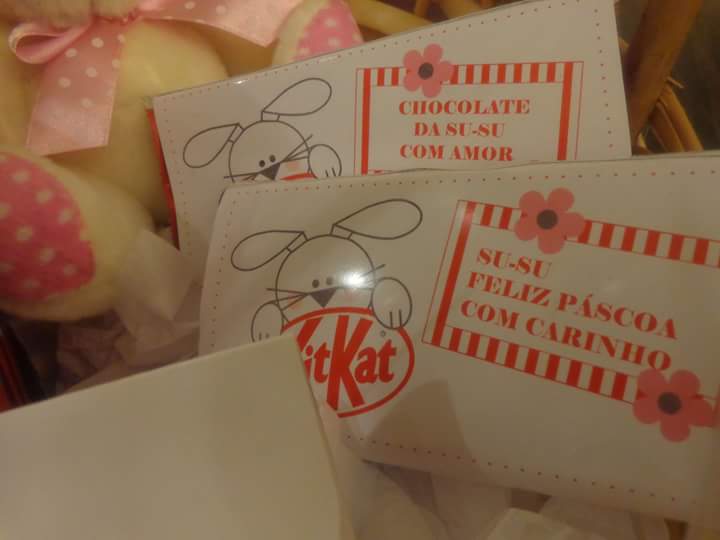 CHOCOLATE
DA SU-SU
COM AMOR
SU-SU
FELIZ PÁSCOA
COM CARINHO
KitKat